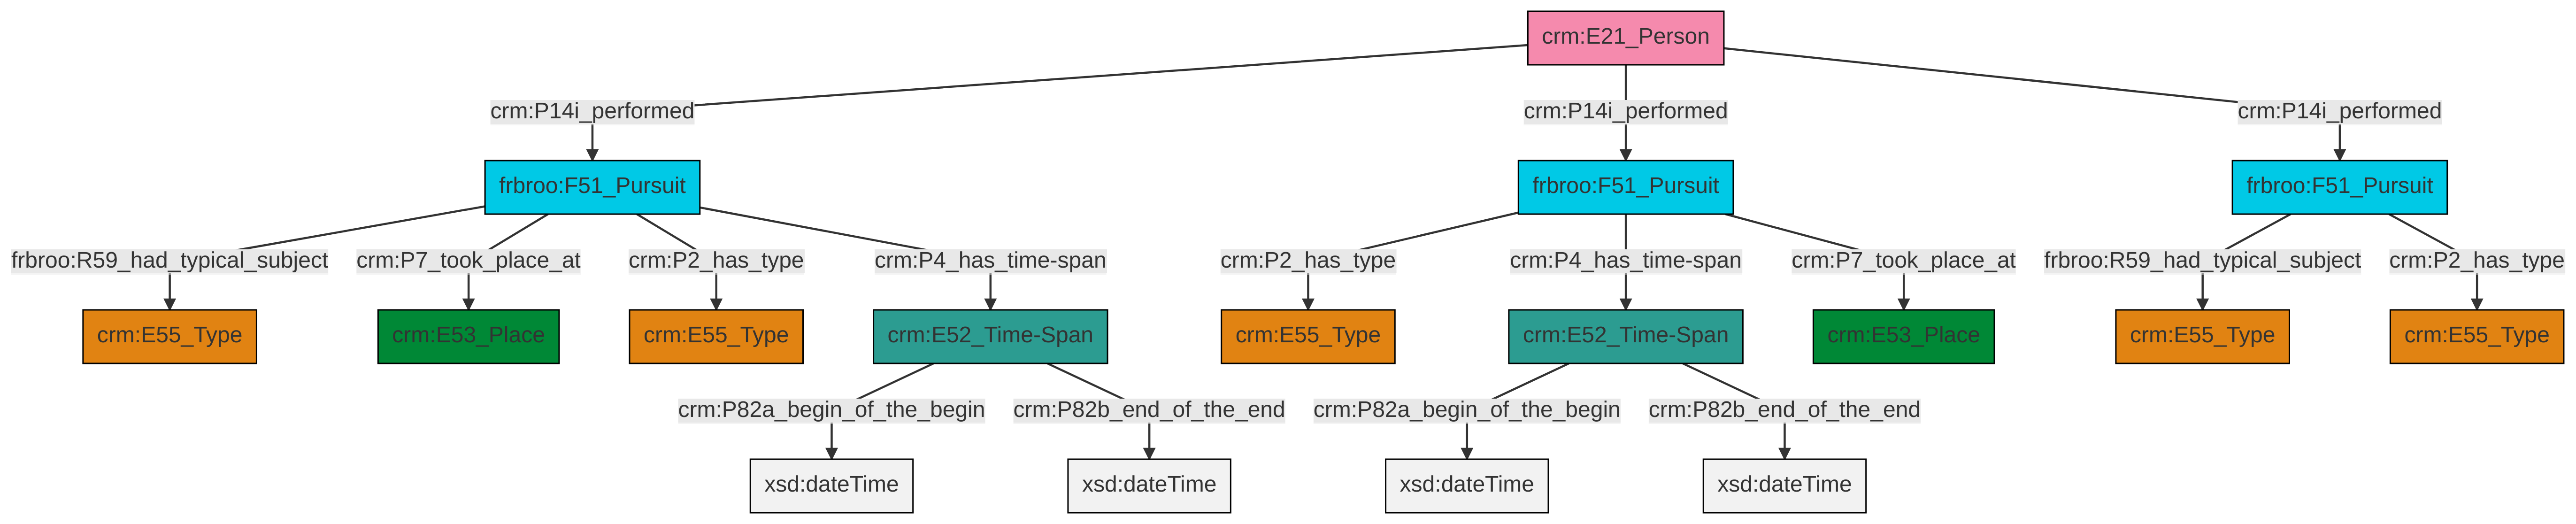 crm:E21_Person
crm:P14i_performed
crm:P14i_performed
crm:P14i_performed
frbroo:F51_Pursuit
frbroo:F51_Pursuit
frbroo:F51_Pursuit
frbroo:R59_had_typical_subject
crm:P7_took_place_at
crm:P2_has_type
crm:P4_has_time-span
crm:P2_has_type
crm:P4_has_time-span
crm:P7_took_place_at
frbroo:R59_had_typical_subject
crm:P2_has_type
crm:E55_Type
crm:E53_Place
crm:E55_Type
crm:E52_Time-Span
crm:E55_Type
crm:E52_Time-Span
crm:E53_Place
crm:E55_Type
crm:E55_Type
crm:P82a_begin_of_the_begin
crm:P82b_end_of_the_end
crm:P82a_begin_of_the_begin
crm:P82b_end_of_the_end
xsd:dateTime
xsd:dateTime
xsd:dateTime
xsd:dateTime